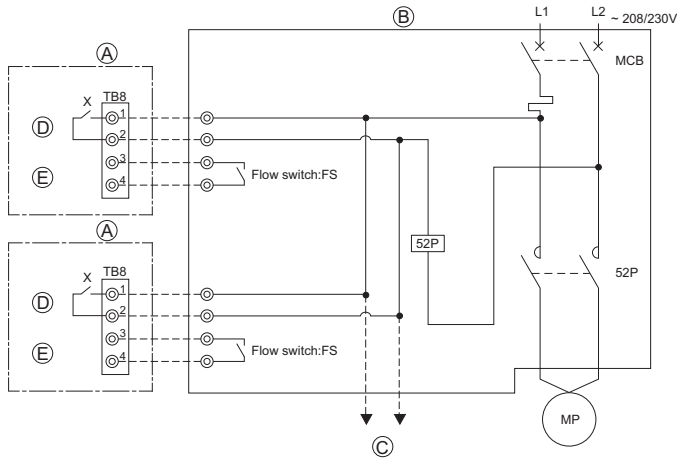 L1 L2 ~ 208/230V
B
MCB
A
TB8
X
1
D
2
3
E
4
Flow switch:FS
A
52P
52P
TB8
X
1
D
2
3
E
4
Flow switch:FS
MP
C